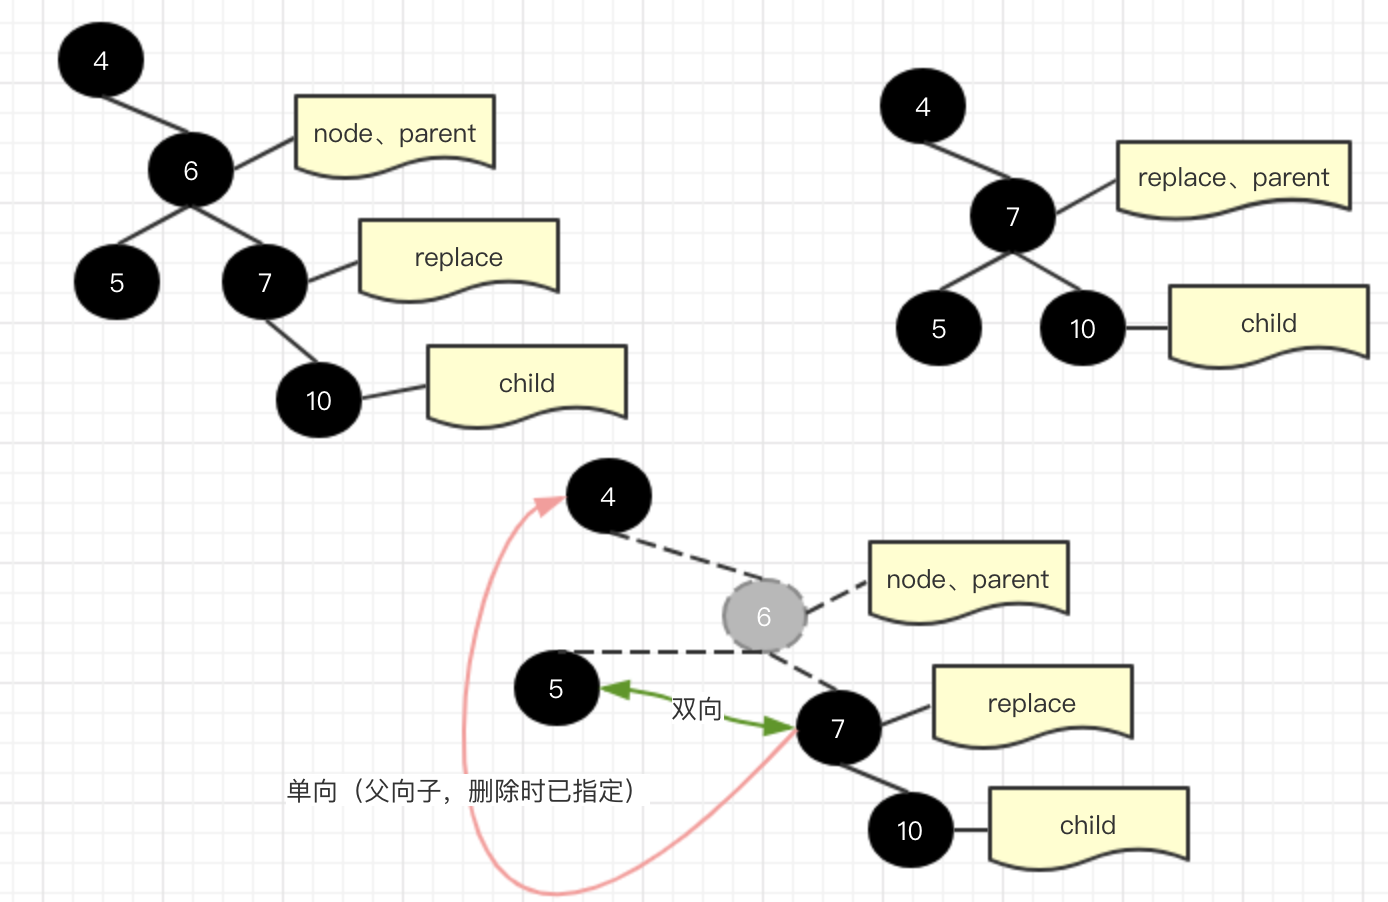 4
6
node、parent
5
7
replace
10
child
4
7
replace、parent
5
10
child
4
6
node、parent
5
双向
7
replace
单向（父向子，删除时已指定）
10
child